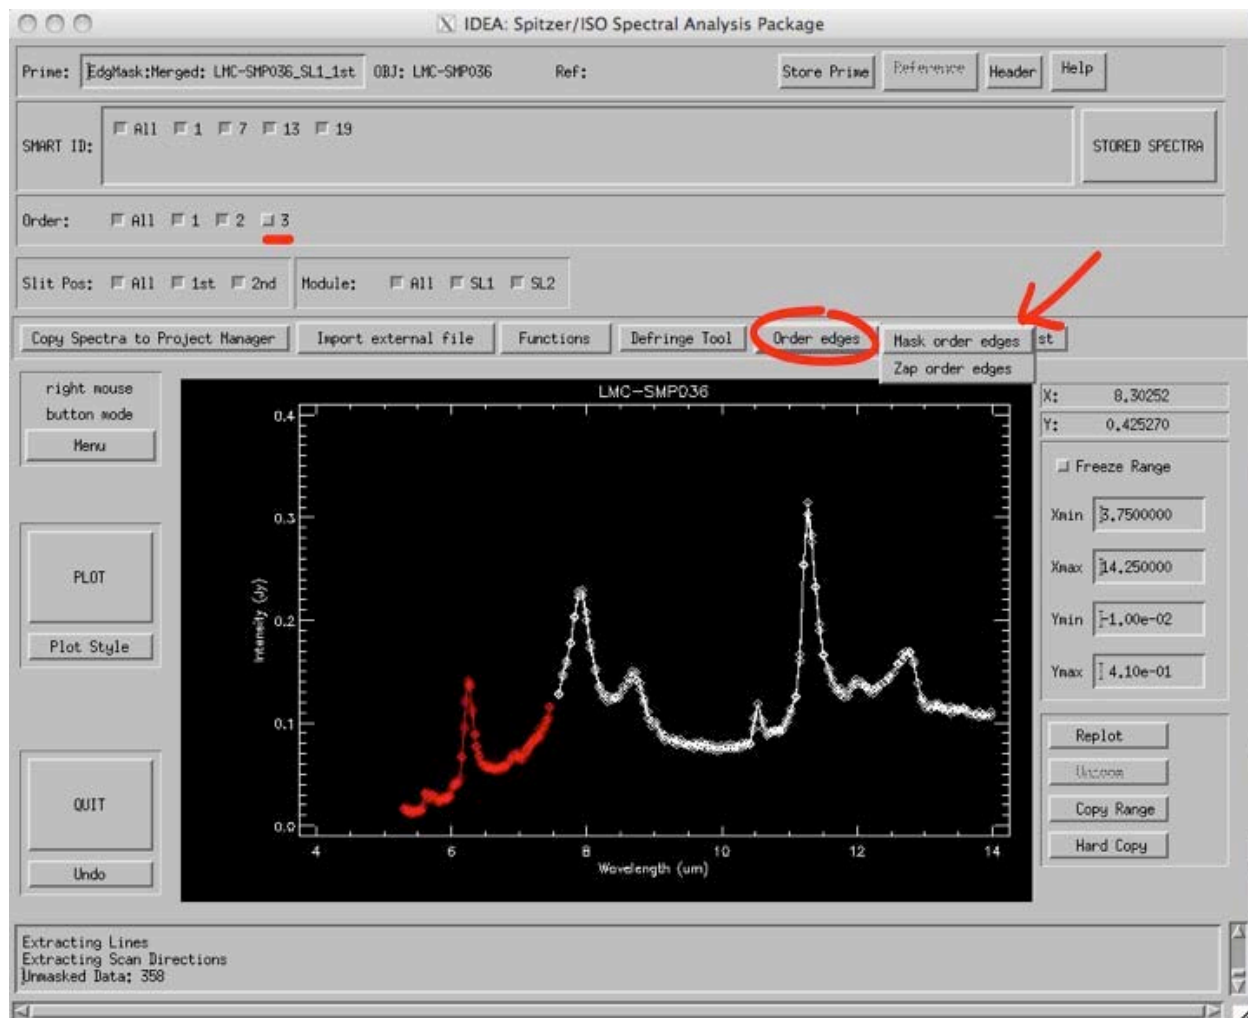 X IDEA: Spitzer/ISO Spectral Analysis Package
Prime: EdgMask:Merged: LMC-SMP036_SL1_1st OBJ: LMC-SMP036 Ref: Store Prime Reference Header Help
SMART ID: All 1 7 13 19 STORED SPECTRA
Order: All 1 2 3
Slit Pos: All 1st 2nd Module: All SL1 SL2
Copy Spectra to Project Manager Import external file Functions Defringe Tool Order edges Mask order edges st
Zap order edges
right mouse
button mode
Menu
PLOT
Plot Style
QUIT
Undo
LMC-SMP036
0.4
0.3
0.2
0.1
0.0
Intensity (Jy)
4 6 8 10 12 14
Wavelength (um)
X: 8.30252
Y: 0.425270
Freeze Range
Xmin 3.7500000
Xmax 14.250000
Ymin -1.00e-02
Ymax 4.10e-01
Replot
Unzoom
Copy Range
Hard Copy
Extracting Lines
Extracting Scan Directions
Unmasked Data: 358